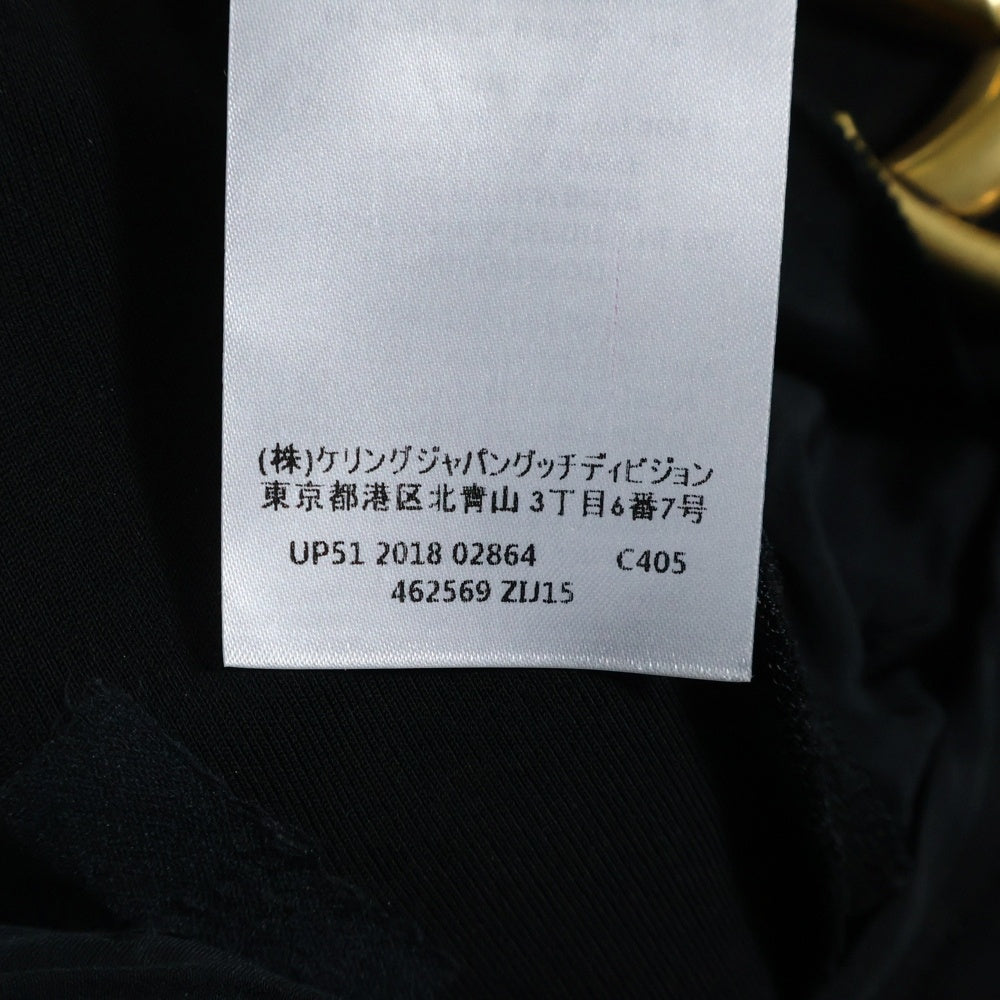 (株)ケリングジャパングッチディビジョン
東京都港区北青山3丁目6番7号
UP51 2018 02864 C405
462569 ZIJ15